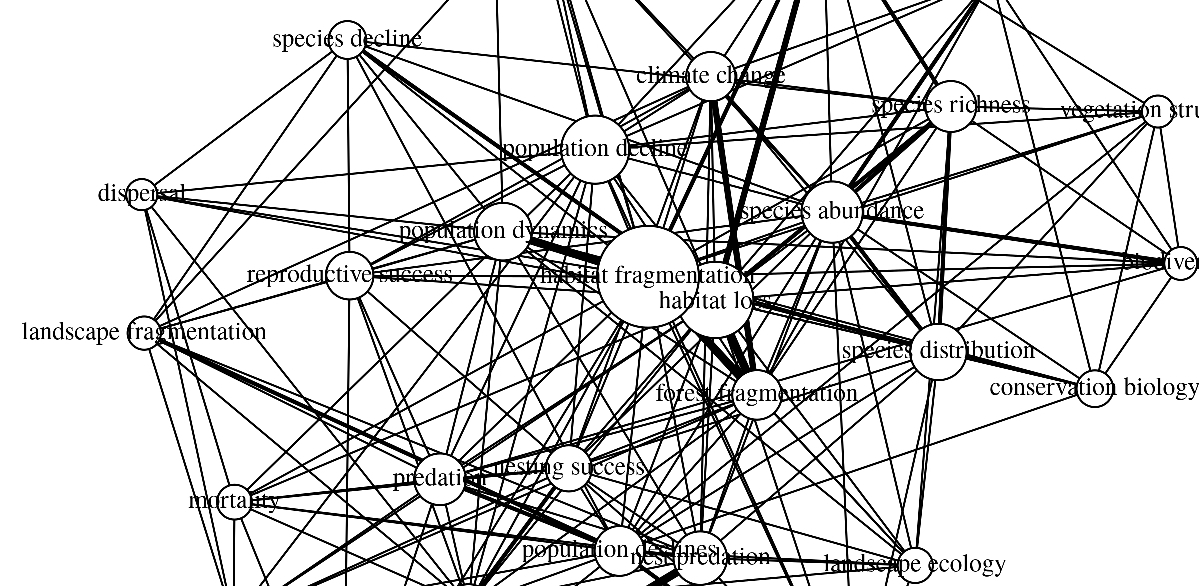 species decline
climate change
species richness
vegetation stru
population decline
dispersal
species abundance
population dynamics
reproductive success
habitat fragmentation
biodiver
habitat loss
landscape fragmentation
species distribution
conservation biology
forest fragmentation
nesting success
predation
mortality
population declines
nest predation
landscape ecology